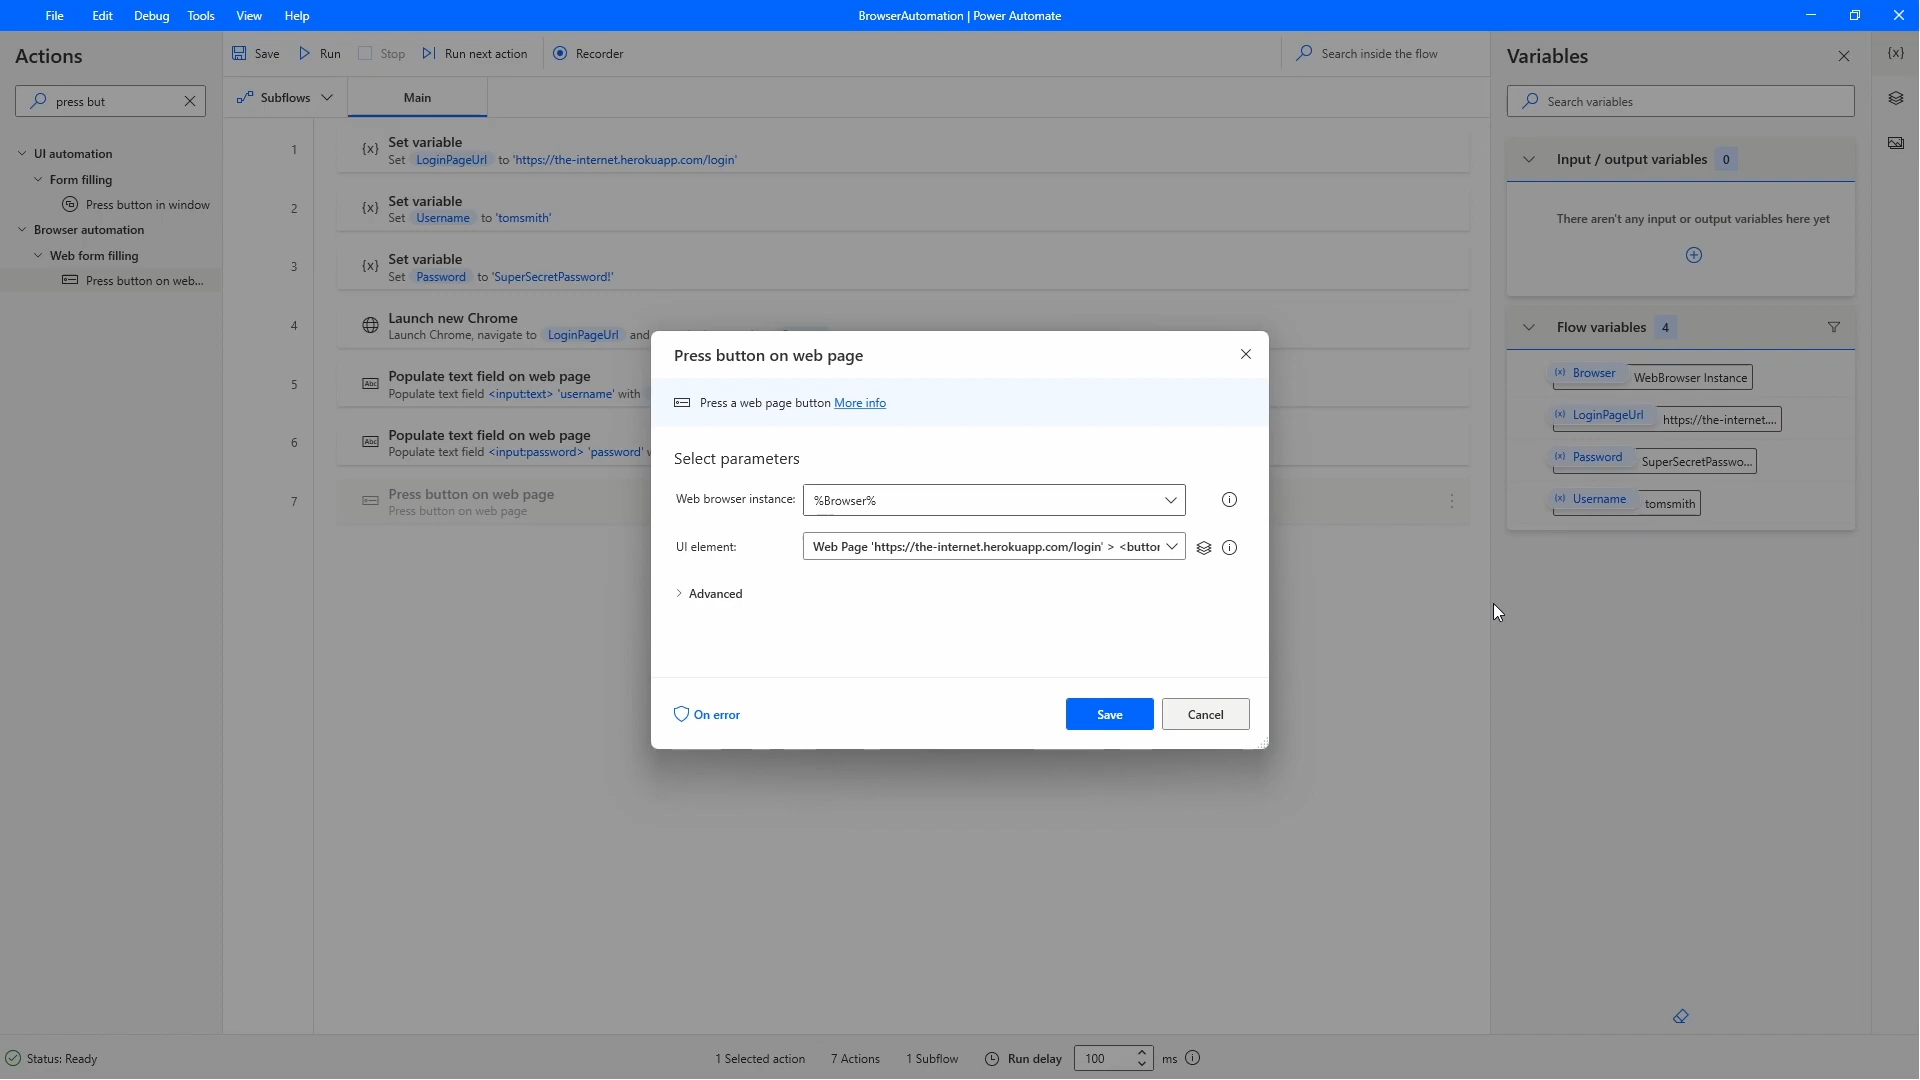 File Edit Debug Tools View Help
BrowserAutomation | Power Automate
Actions
press but
UI automation
Form filling
Press button in window
Browser automation
Web form filling
Press button on web...
Save Run Stop Run next action Recorder
Search inside the flow
Subflows Main
1 {x} Set variable
Set LoginPageUrl to 'https://the-internet.herokuapp.com/login'
2 {x} Set variable
Set Username to 'tomsmith'
3 {x} Set variable
Set Password to 'SuperSecretPassword!'
4 Launch new Chrome
Launch Chrome, navigate to LoginPageUrl and
5 Abc Populate text field on web page
Populate text field <input:text> 'username' with
6 Abc Populate text field on web page
Populate text field <input:password> 'password'
7 Press button on web page
Press button on web page
Press button on web page
Press a web page button More info
Select parameters
Web browser instance: %Browser%
UI element: Web Page 'https://the-internet.herokuapp.com/login' > <buttor
Advanced
On error
Save Cancel
Variables
{x}
Search variables
Input / output variables 0
There aren't any input or output variables here yet
Flow variables 4
(x) Browser WebBrowser Instance
(x) LoginPageUrl https://the-internet....
(x) Password SuperSecretPasswo...
(x) Username tomsmith
Status: Ready
1 Selected action 7 Actions 1 Subflow Run delay 100 ms